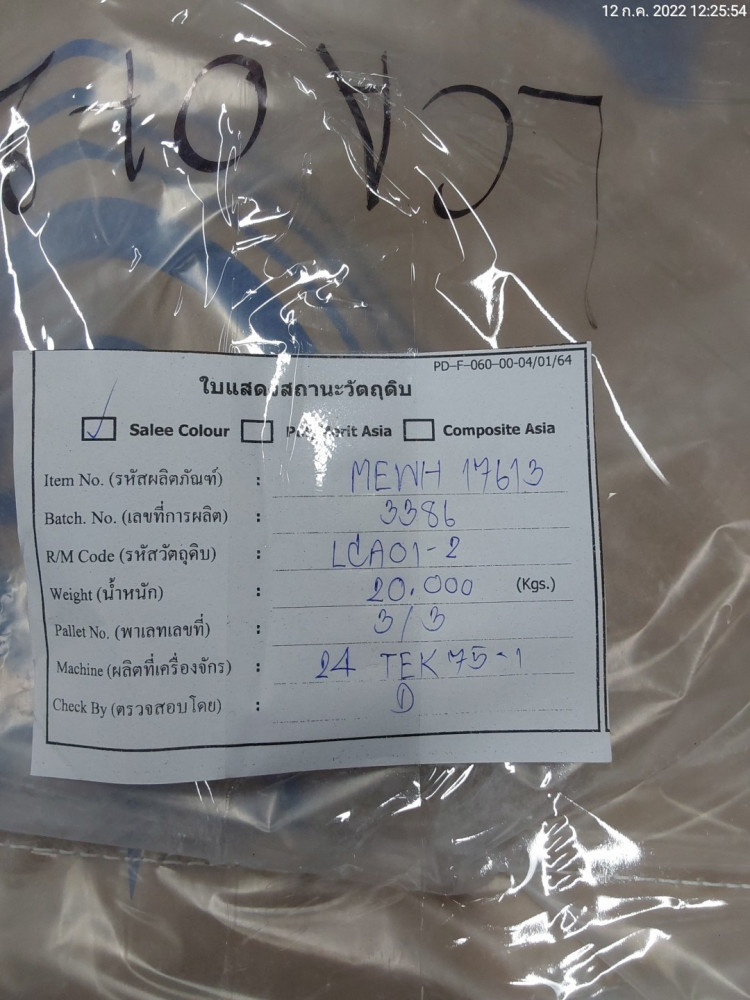 12 ก.ค. 2022 12:25:54
LCA01-2
PD-F-060-00-04/01/64
ใบแสดงสถานะวัตถุดิบ
Salee Colour Asia Composite Asia
Item No. (รหัสผลิตภัณฑ์) : MEWH 17613
Batch. No. (เลขที่การผลิต) : 3386
R/M Code (รหัสวัตถุดิบ) : LCA01-2
Weight (น้ำหนัก) : 20.000 (Kgs.)
Pallet No. (พาเลทเลขที่) : 3/3
Machine (ผลิตที่เครื่องจักร) : 24 TEK 75-1
Check By (ตรวจสอบโดย) :